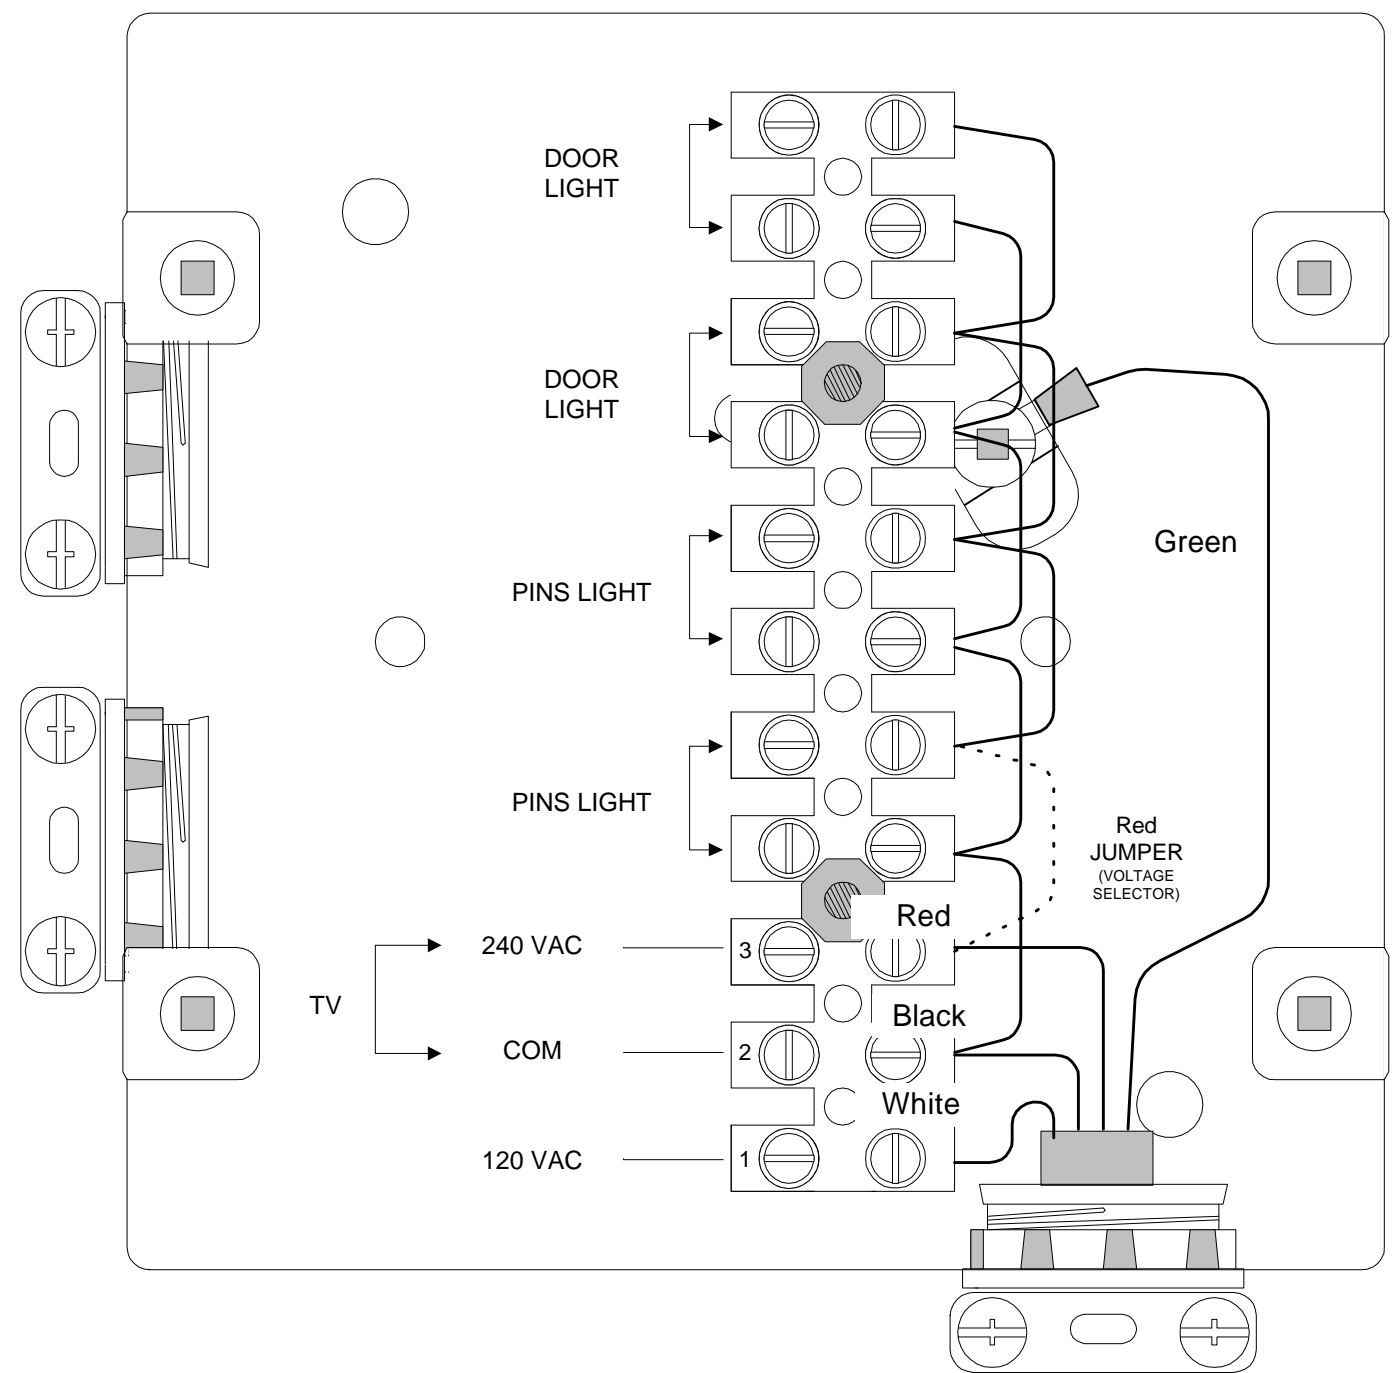 DOOR
LIGHT
DOOR
LIGHT
Green
PINS LIGHT
PINS LIGHT
Red
JUMPER
(VOLTAGE
SELECTOR)
Red
240 VAC
3
TV
Black
COM
2
White
120 VAC
1